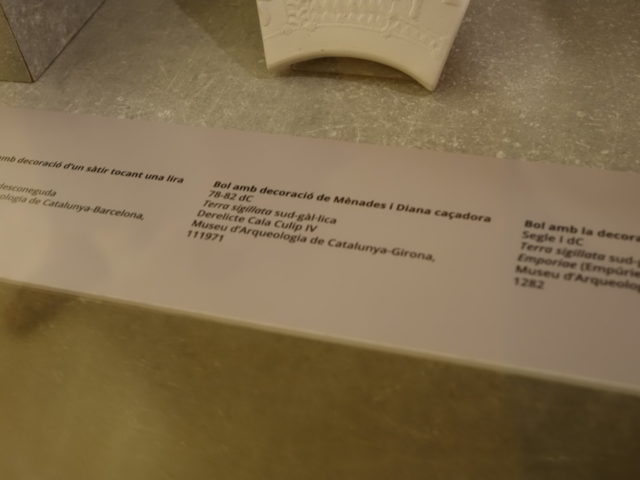 amb decoració d'un sàtir tocant una lira
desconeguda
ologia de Catalunya-Barcelona,
Bol amb decoració de Mènades i Diana caçadora
78-82 dC
Terra sigillata sud-gàl·lica
Derelicte Cala Culip IV
Museu d'Arqueologia de Catalunya-Girona,
111971
Bol amb la decora
Segle I dC
Terra sigillata sud-g
Emporiae (Empúrie
Museu d'Arqueolog
1282